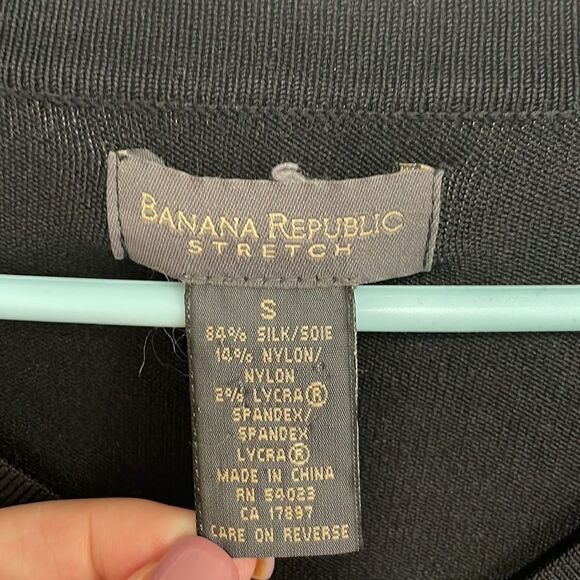 BANANA REPUBLIC
STRETCH
S
84% SILK/SOIE
14% NYLON/
NYLON
2% LYCRA®
SPANDEX/
SPANDEX
LYCRA®
MADE IN CHINA
RN 54023
CA 17897
CARE ON REVERSE